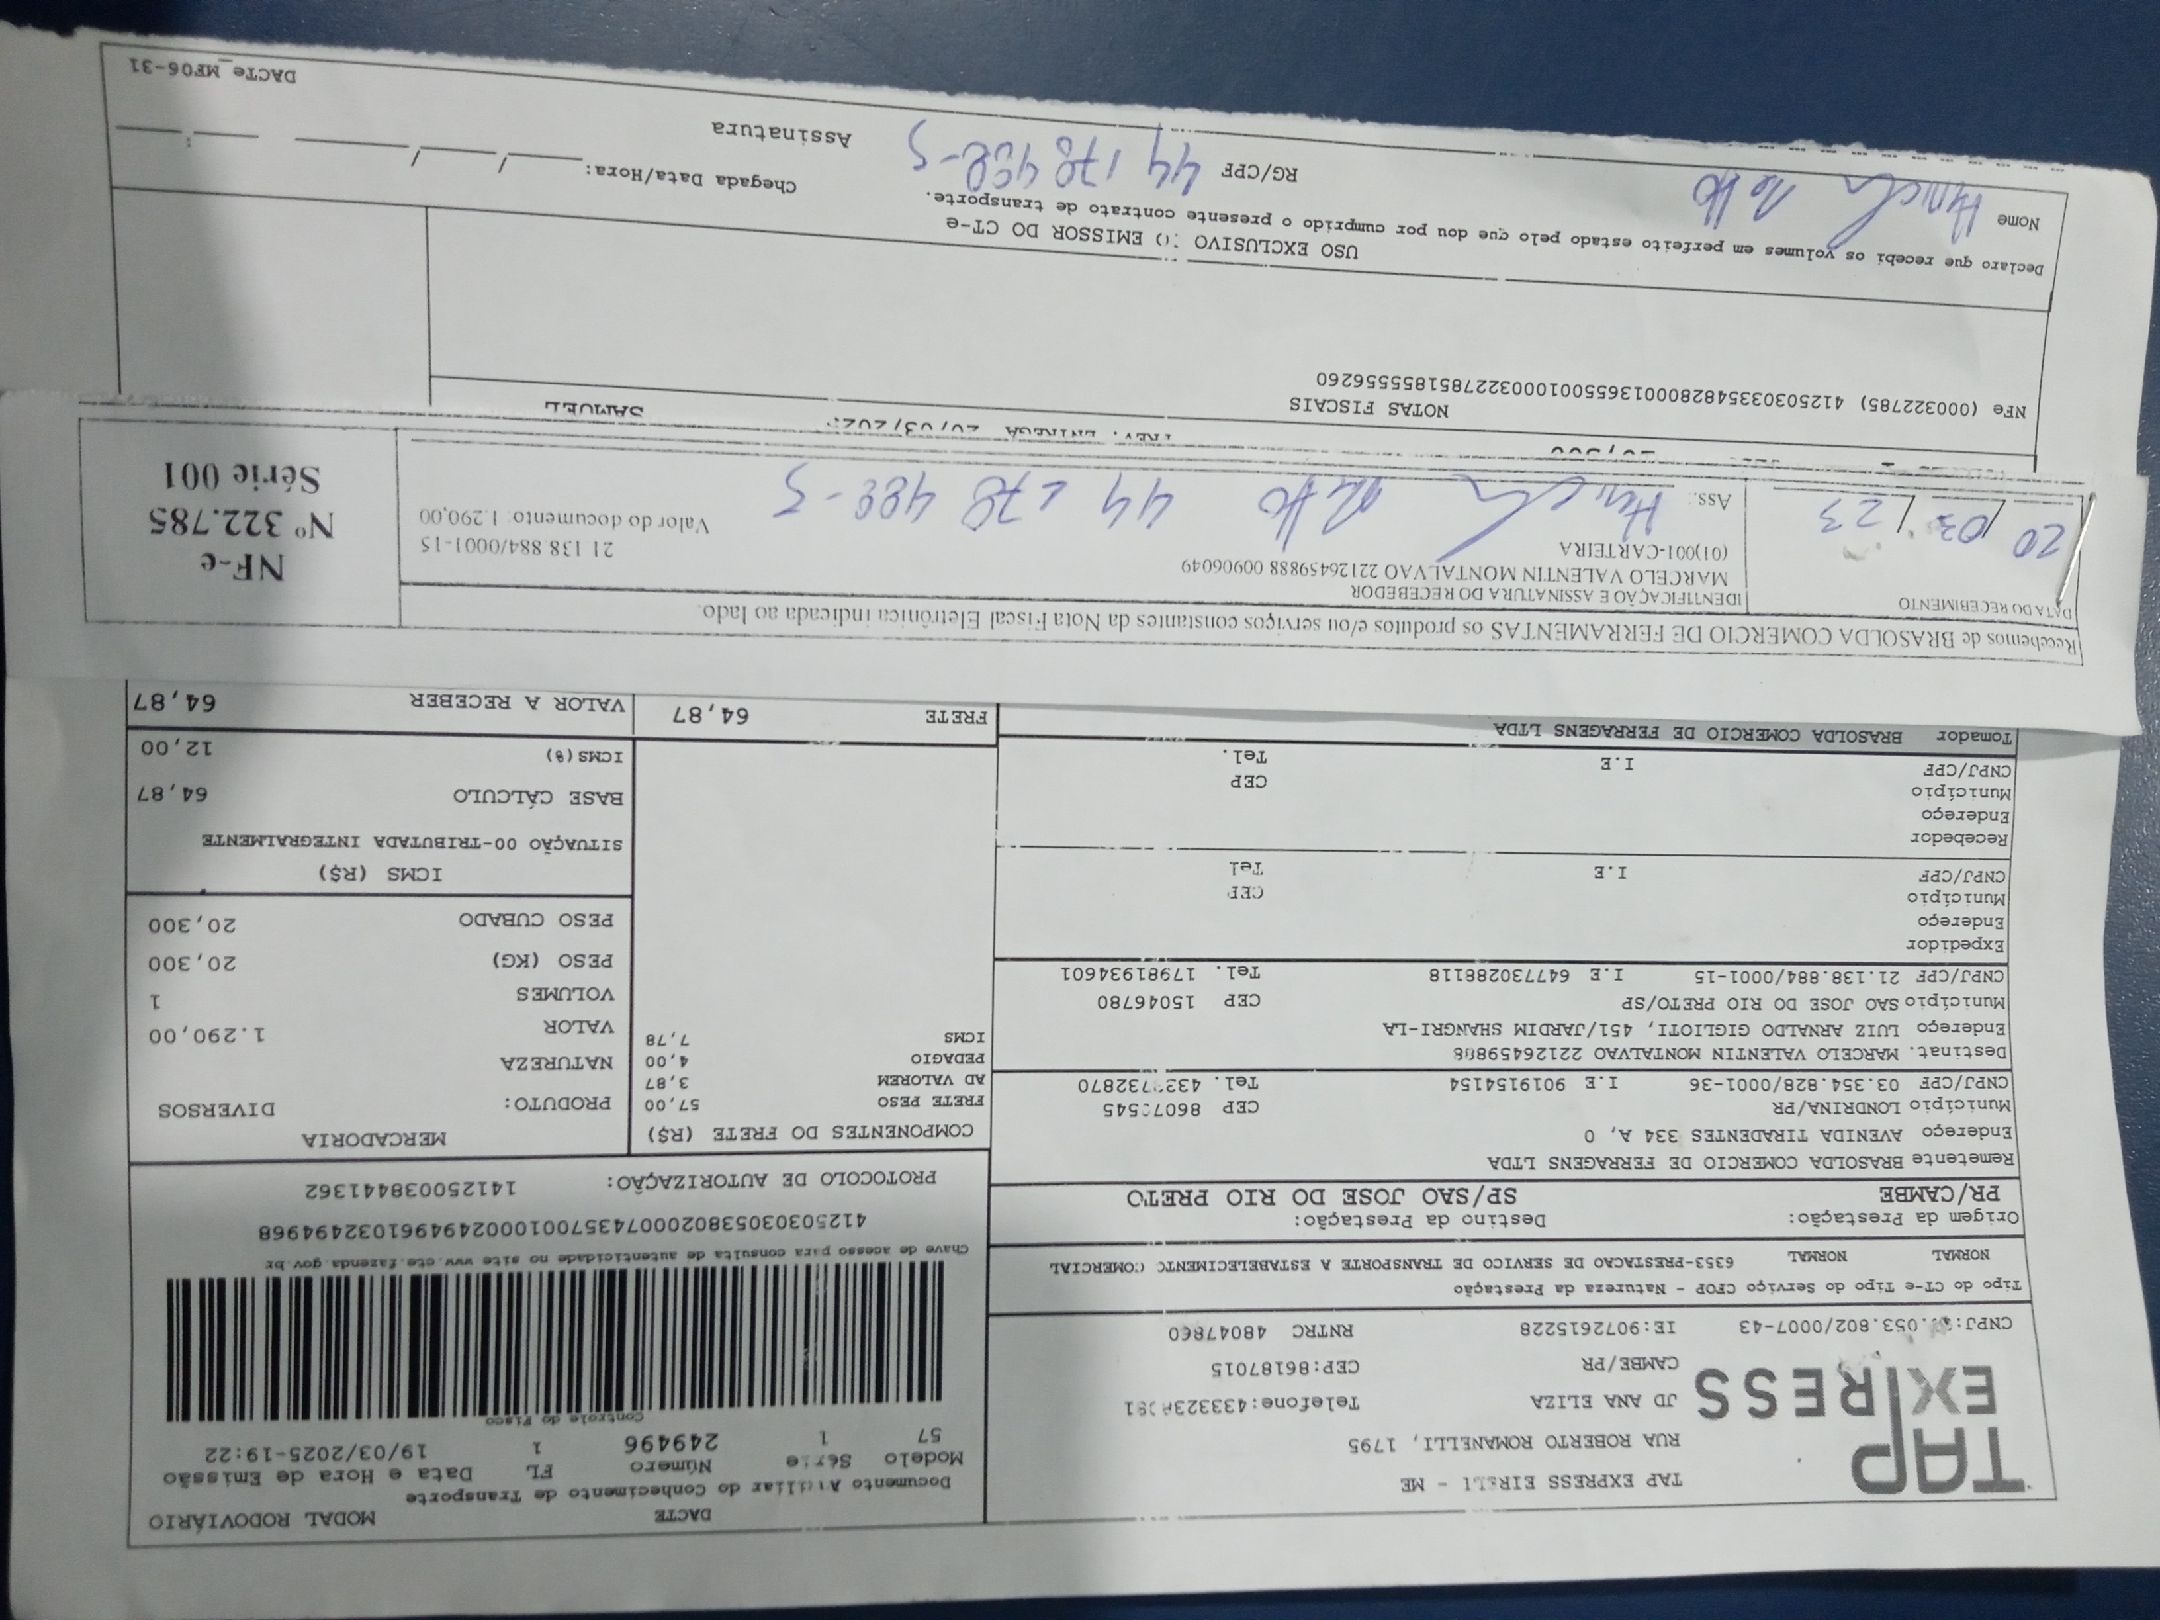 TAP EXPRESS
TAP EXPRESS EIRELI - ME
RUA ROBERTO ROMANELLI, 1795
JD ANA ELIZA
CAMBE/PR CEP:86187015
IE:9072615228 RNTRC
DACTE MODAL RODOVIÁRIO
Documento Auxiliar do Conhecimento de Transporte
Modelo Série Número FL Data e Hora de Emissão
57 1 249496 1 19/03/2025-19:22
Controle do Fisco
Chave de acesso para consulta de autenticidade no site www.cte.fazenda.gov.br
PROTOCOLO DE AUTORIZAÇÃO: 141250038441362
Tipo do CT-e Tipo do Serviço CFOP - Natureza da Prestação
NORMAL NORMAL 6353-PRESTACAO DE SERVICO DE TRANSPORTE A ESTABELECIMENTO COMERCIAL
Origem da Prestação: Destino da Prestação:
PR/CAMBE SP/SAO JOSE DO RIO PRETO
Remetente BRASOLDA COMERCIO DE FERRAGENS LTDA
Endereço AVENIDA TIRADENTES 334 A, 0
Município LONDRINA/PR CEP
CNPJ/CPF 03.354.828/0001-36 I.E 9019154154 Tel.
Destinat. MARCELO VALENTIN MONTALVAO 22126459888
Endereço LUIZ ARNALDO GIGLIOTI, 451/JARDIM SHANGRI-LA
Município SAO JOSE DO RIO PRETO/SP CEP 15046780
CNPJ/CPF 21.138.884/0001-15 I.E 647730288118 Tel. 17981934601
Expedidor
Endereço
Município CEP
CNPJ/CPF I.E Tel
Recebedor
Endereço
Município CEP
CNPJ/CPF I.E Tel.
Tomador BRASOLDA COMERCIO DE FERRAGENS LTDA
COMPONENTES DO FRETE (R$)
FRETE PESO 57,00
AD VALOREM 3,87
PEDAGIO 4,00
ICMS 7,78
FRETE 64,87
MERCADORIA
PRODUTO: DIVERSOS
NATUREZA
VALOR 1.290,00
VOLUMES 1
PESO (KG) 20,300
PESO CUBADO 20,300
ICMS (R$)
SITUAÇÃO 00-TRIBUTADA INTEGRALMENTE
BASE CÁLCULO 64,87
ICMS(%) 12,00
VALOR A RECEBER 64,87
Recebemos de BRASOLDA COMERCIO DE FERRAMENTAS os produtos e/ou serviços constantes da Nota Fiscal Eletrônica indicada ao lado.
DATA DO RECEBIMENTO
20/03/23
IDENTIFICAÇÃO E ASSINATURA DO RECEBEDOR
MARCELO VALENTIN MONTALVAO 22126459888 00906049
21 138 884/0001-15
(01)001-CARTEIRA
Valor do documento: 1.290,00
Ass:
NF-e
Nº 322.785
Série 001
SAMUEL
NOTAS FISCAIS
NFe (000322785) 41250303354828000136550010003227851855556260
USO EXCLUSIVO DO EMISSOR DO CT-e
Declaro que recebi os volumes em perfeito estado pelo que dou por cumprido o presente contrato de transporte.
Nome
RG/CPF
Chegada Data/Hora: / / :
Assinatura
DACTe_MF06-31